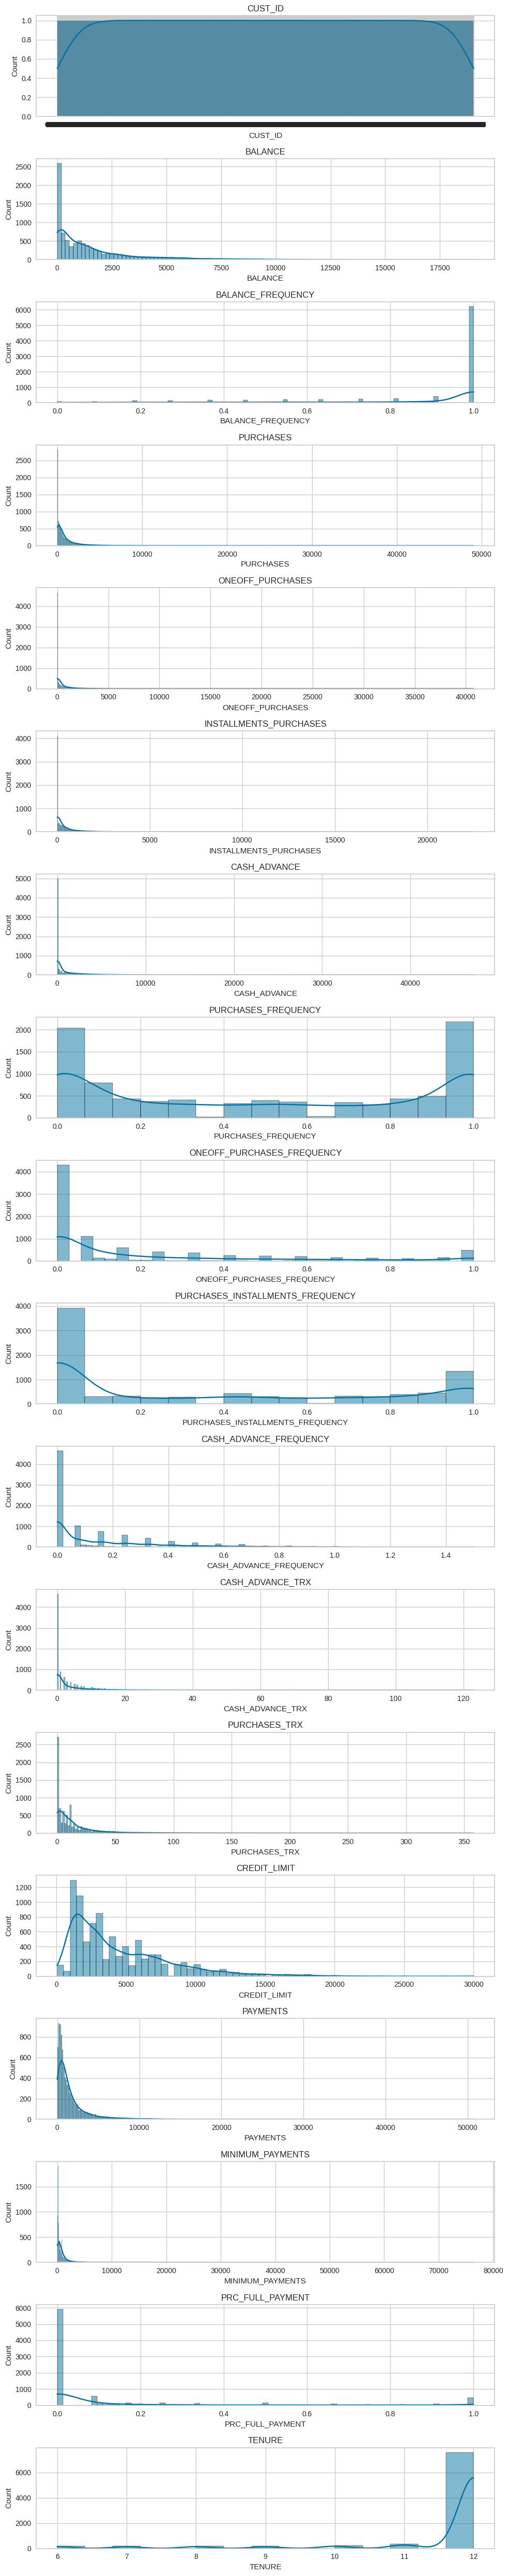 CUST_ID
1.0
0.8
0.6
0.4
0.2
0.0
Count
CUST_ID
BALANCE
2500
2000
1500
1000
500
0
Count
0 2500 5000 7500 10000 12500 15000 17500
BALANCE
BALANCE_FREQUENCY
6000
5000
4000
3000
2000
1000
0
Count
0.0 0.2 0.4 0.6 0.8 1.0
BALANCE_FREQUENCY
PURCHASES
2500
2000
1500
1000
500
0
Count
0 10000 20000 30000 40000 50000
PURCHASES
ONEOFF_PURCHASES
4000
3000
2000
1000
0
Count
0 5000 10000 15000 20000 25000 30000 35000 40000
ONEOFF_PURCHASES
INSTALLMENTS_PURCHASES
4000
3000
2000
1000
0
Count
0 5000 10000 15000 20000
INSTALLMENTS_PURCHASES
CASH_ADVANCE
5000
4000
3000
2000
1000
0
Count
0 10000 20000 30000 40000
CASH_ADVANCE
PURCHASES_FREQUENCY
2000
1500
1000
500
0
Count
0.0 0.2 0.4 0.6 0.8 1.0
PURCHASES_FREQUENCY
ONEOFF_PURCHASES_FREQUENCY
4000
3000
2000
1000
0
Count
0.0 0.2 0.4 0.6 0.8 1.0
ONEOFF_PURCHASES_FREQUENCY
PURCHASES_INSTALLMENTS_FREQUENCY
4000
3000
2000
1000
0
Count
0.0 0.2 0.4 0.6 0.8 1.0
PURCHASES_INSTALLMENTS_FREQUENCY
CASH_ADVANCE_FREQUENCY
4000
3000
2000
1000
0
Count
0.0 0.2 0.4 0.6 0.8 1.0 1.2 1.4
CASH_ADVANCE_FREQUENCY
CASH_ADVANCE_TRX
4000
3000
2000
1000
0
Count
0 20 40 60 80 100 120
CASH_ADVANCE_TRX
PURCHASES_TRX
2500
2000
1500
1000
500
0
Count
0 50 100 150 200 250 300 350
PURCHASES_TRX
CREDIT_LIMIT
1200
1000
800
600
400
200
0
Count
0 5000 10000 15000 20000 25000 30000
CREDIT_LIMIT
PAYMENTS
800
600
400
200
0
Count
0 10000 20000 30000 40000 50000
PAYMENTS
MINIMUM_PAYMENTS
1500
1000
500
0
Count
0 10000 20000 30000 40000 50000 60000 70000 80000
MINIMUM_PAYMENTS
PRC_FULL_PAYMENT
6000
5000
4000
3000
2000
1000
0
Count
0.0 0.2 0.4 0.6 0.8 1.0
PRC_FULL_PAYMENT
TENURE
6000
4000
2000
0
Count
6 7 8 9 10 11 12
TENURE